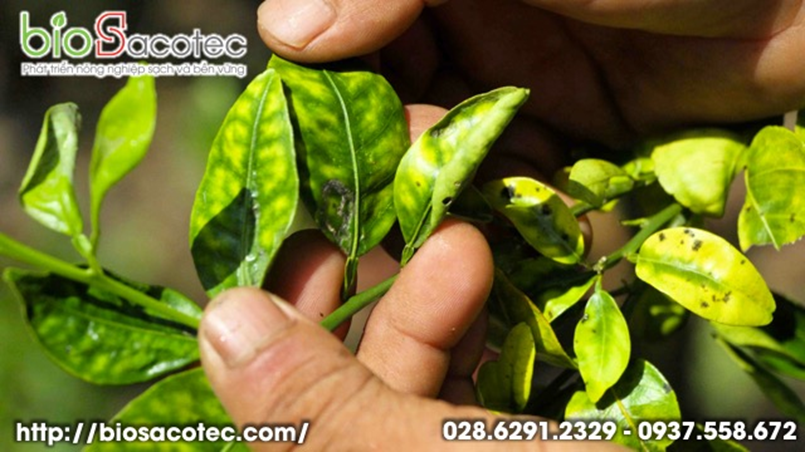 bioSacotec
Phát triển nông nghiệp sạch và bền vững
http://biosacotec.com/
028.6291.2329 - 0937.558.672